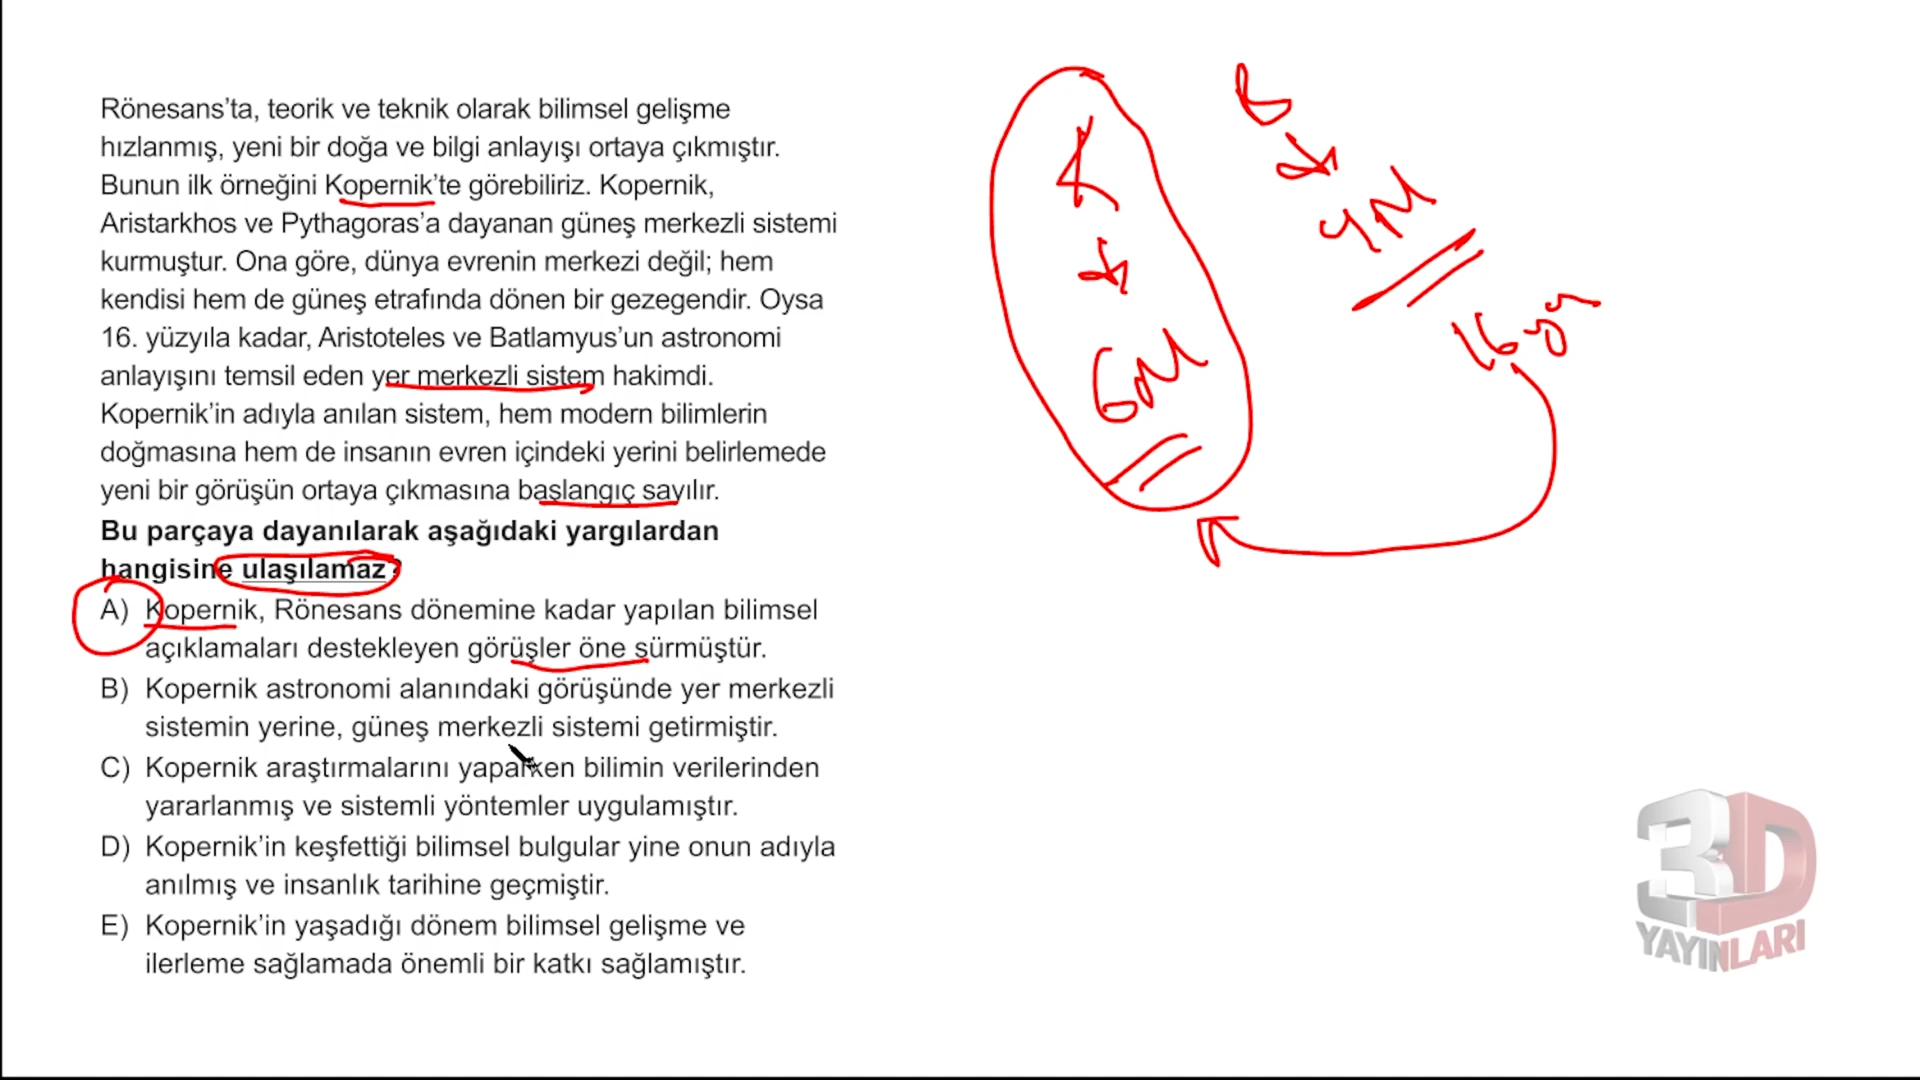 Rönesans’ta, teorik ve teknik olarak bilimsel gelişme
hızlanmış, yeni bir doğa ve bilgi anlayışı ortaya çıkmıştır.
Bunun ilk örneğini Kopernik’te görebiliriz. Kopernik,
Aristarkhos ve Pythagoras’a dayanan güneş merkezli sistemi
kurmuştur. Ona göre, dünya evrenin merkezi değil; hem
kendisi hem de güneş etrafında dönen bir gezegendir. Oysa
16. yüzyıla kadar, Aristoteles ve Batlamyus’un astronomi
anlayışını temsil eden yer merkezli sistem hakimdi.
Kopernik’in adıyla anılan sistem, hem modern bilimlerin
doğmasına hem de insanın evren içindeki yerini belirlemede
yeni bir görüşün ortaya çıkmasına başlangıç sayılır.
Bu parçaya dayanılarak aşağıdaki yargılardan
hangisine ulaşılamaz?
A) Kopernik, Rönesans dönemine kadar yapılan bilimsel
açıklamaları destekleyen görüşler öne sürmüştür.
B) Kopernik astronomi alanındaki görüşünde yer merkezli
sistemin yerine, güneş merkezli sistemi getirmiştir.
C) Kopernik araştırmalarını yaparken bilimin verilerinden
yararlanmış ve sistemli yöntemler uygulamıştır.
D) Kopernik’in keşfettiği bilimsel bulgular yine onun adıyla
anılmış ve insanlık tarihine geçmiştir.
E) Kopernik’in yaşadığı dönem bilimsel gelişme ve
ilerleme sağlamada önemli bir katkı sağlamıştır.
K
GM
B
YM
16 yy
3D
YAYINLARI